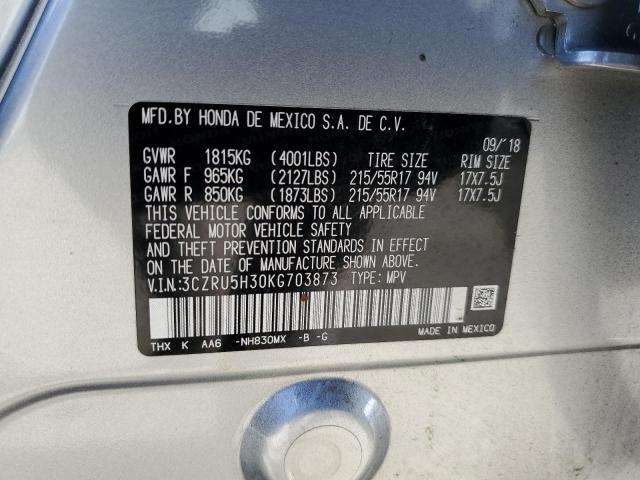 MFD.BY HONDA DE MEXICO S.A. DE C.V.
09/'18
GVWR 1815KG (4001LBS) TIRE SIZE RIM SIZE
GAWR F 965KG (2127LBS) 215/55R17 94V 17X7.5J
GAWR R 850KG (1873LBS) 215/55R17 94V 17X7.5J
THIS VEHICLE CONFORMS TO ALL APPLICABLE
FEDERAL MOTOR VEHICLE SAFETY
AND THEFT PREVENTION STANDARDS IN EFFECT
ON THE DATE OF MANUFACTURE SHOWN ABOVE.
V.I.N.:3CZRU5H30KG703873 TYPE: MPV
THX K AA6 -NH830MX -B -G MADE IN MEXICO